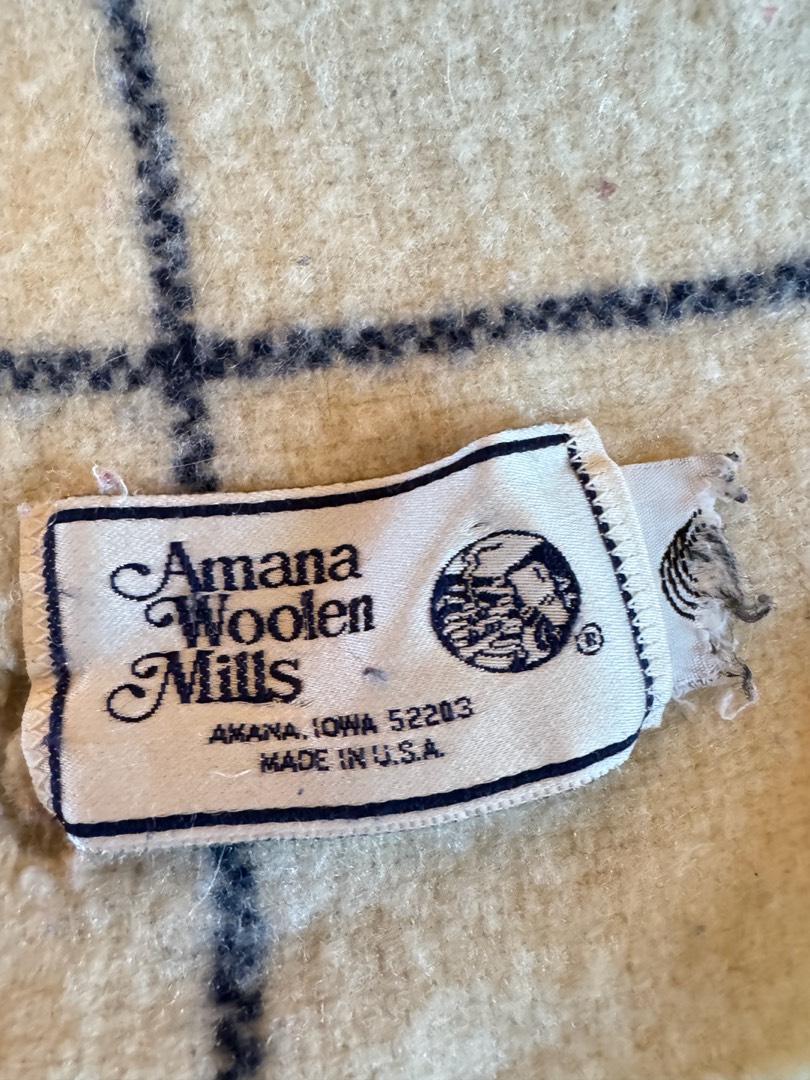 Amana
Woolen
Mills
®
AMANA, IOWA 52203
MADE IN U.S.A.